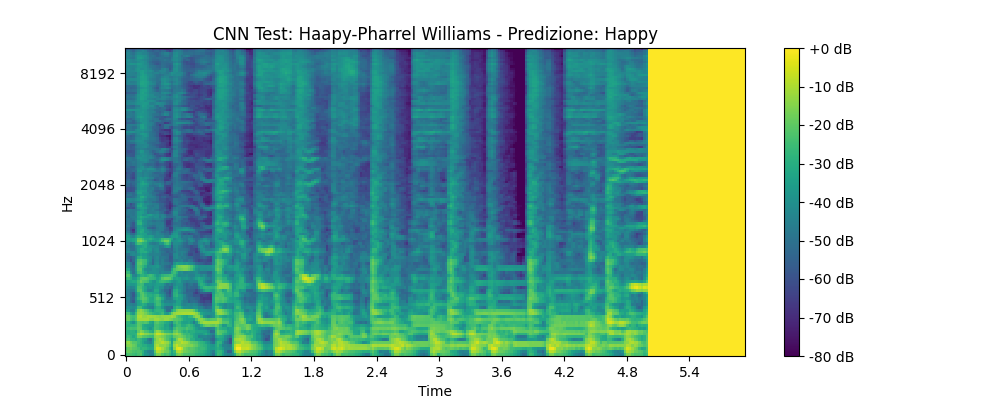 CNN Test: Haapy-Pharrel Williams - Predizione: Happy
8192
4096
2048
1024
512
0
Hz
0 0.6 1.2 1.8 2.4 3 3.6 4.2 4.8 5.4
Time
+0 dB
-10 dB
-20 dB
-30 dB
-40 dB
-50 dB
-60 dB
-70 dB
-80 dB